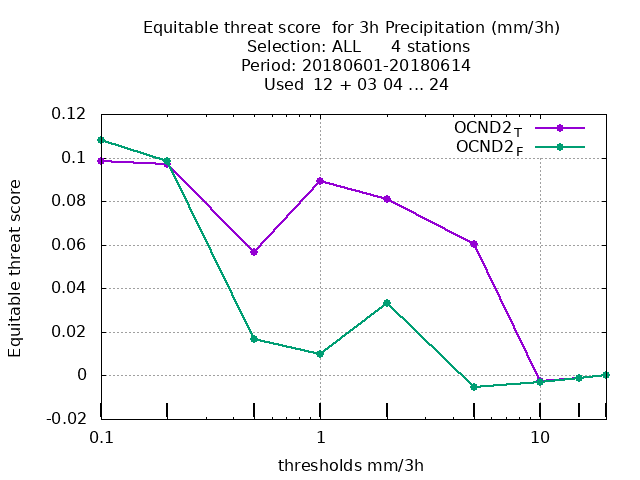 Equitable threat score  for 3h Precipitation (mm/3h)
Selection: ALL      4 stations
Period: 20180601-20180614
Used  12 + 03 04 ... 24
OCND2T
OCND2F
Equitable threat score
0.12
0.1
0.08
0.06
0.04
0.02
0
-0.02
0.1 1 10
thresholds mm/3h